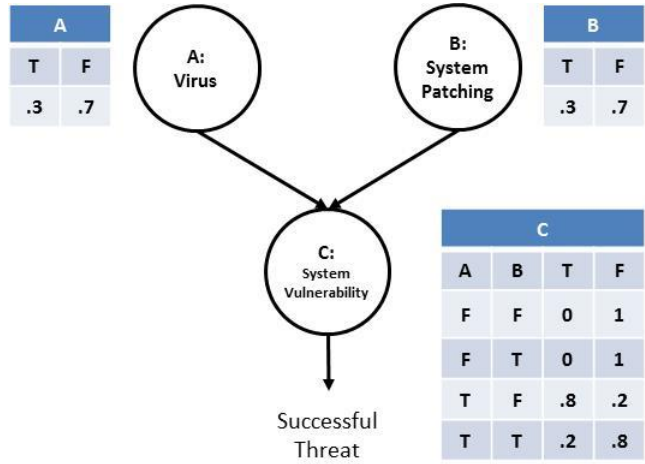 A
T F
.3 .7
A:
Virus
B:
System
Patching
B
T F
.3 .7
C:
System
Vulnerability
Successful
Threat
C
A B T F
F F 0 1
F T 0 1
T F .8 .2
T T .2 .8